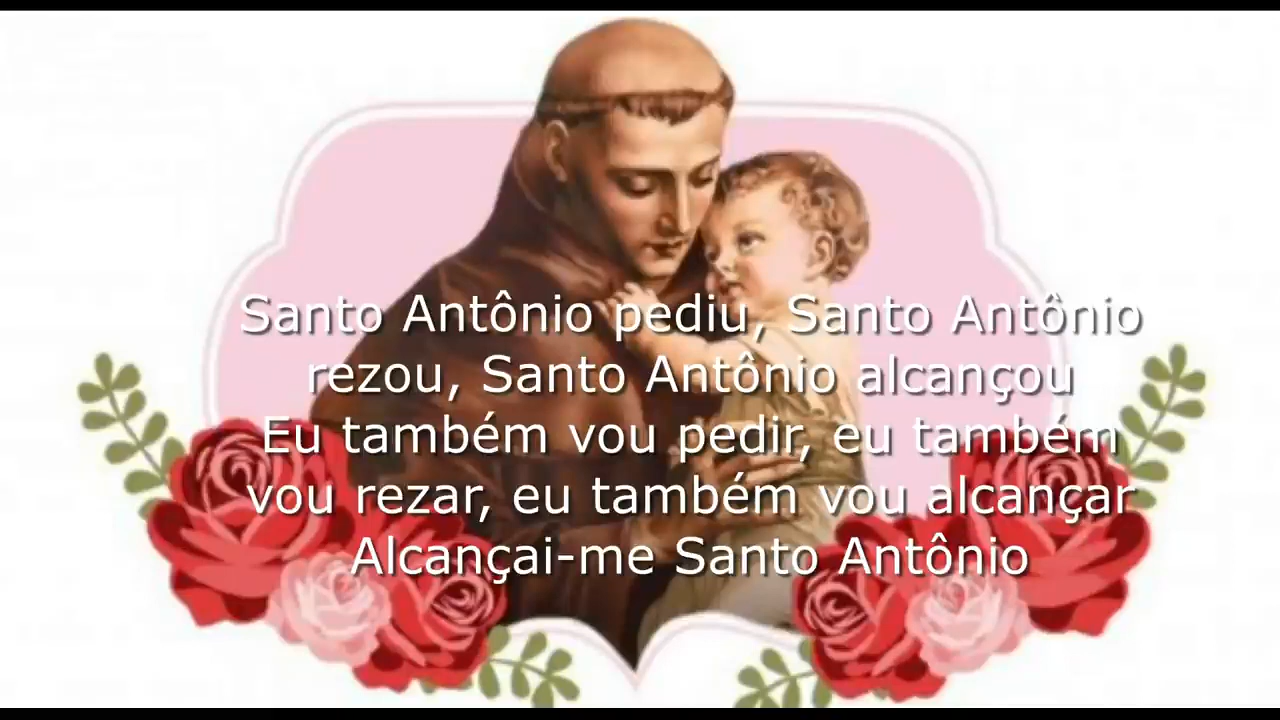 Santo Antônio pediu, Santo Antônio
rezou, Santo Antônio alcançou
Eu também vou pedir, eu também
vou rezar, eu também vou alcançar
Alcançai-me Santo Antônio